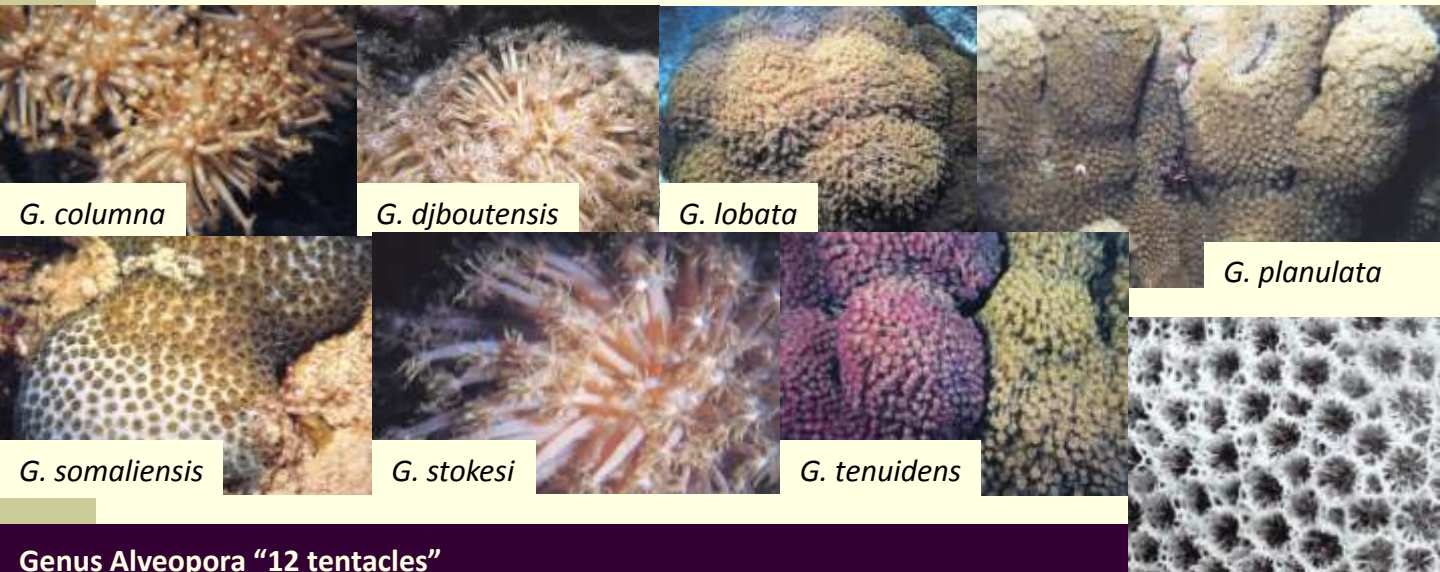 G. columna
G. djboutensis
G. lobata
G. planulata
G. somaliensis
G. stokesi
G. tenuidens
Genus Alveopora “12 tentacles”